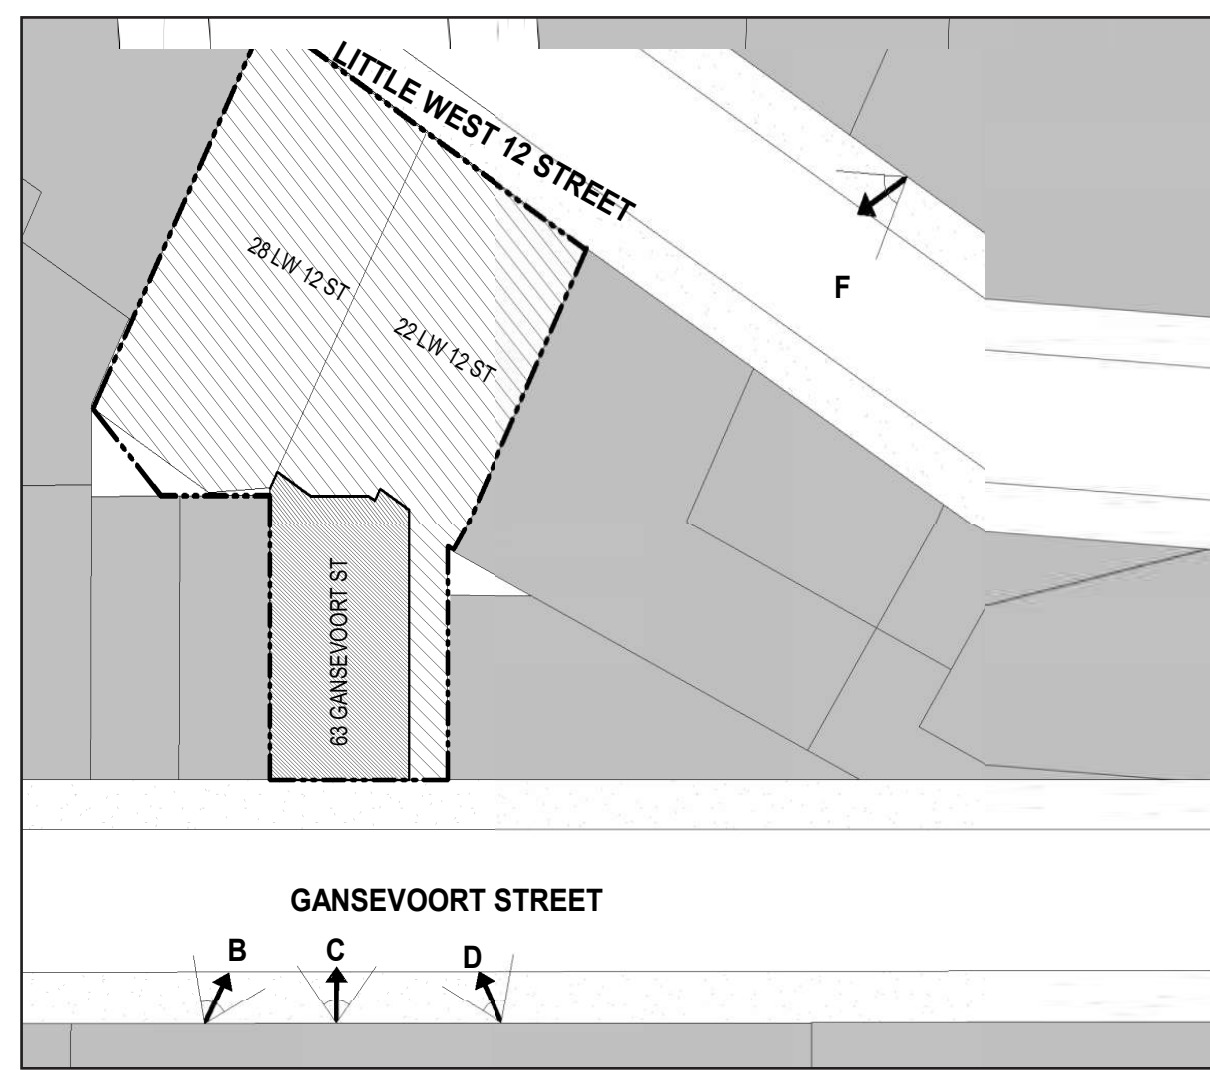 LITTLE WEST 12 STREET
28 LW 12 ST
F
22 LW 12 ST
63 GANSEVOORT ST
GANSEVOORT STREET
B
C
D